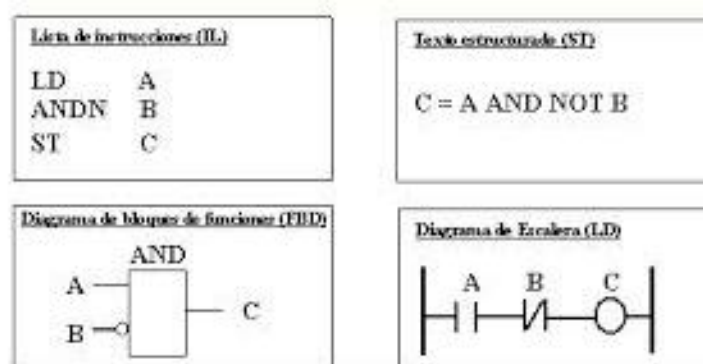 Lista de instrucciones (IL)
LD A
ANDN B
ST C
Texto estructurado (ST)
C = A AND NOT B
Diagrama de bloques de funciones (FBD)
AND
A
B
C
Diagrama de Escalera (LD)
A B C